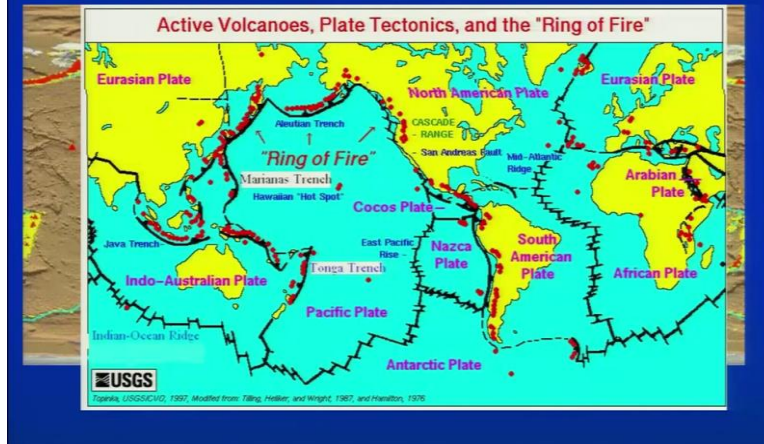 Active Volcanoes, Plate Tectonics, and the "Ring of Fire"
Eurasian Plate
North American Plate
Eurasian Plate
Aleutian Trench
CASCADE
RANGE
"Ring of Fire"
San Andreas Fault
Mid-Atlantic
Ridge
Marianas Trench
Arabian
Plate
Hawaiian "Hot Spot"
Cocos Plate
Java Trench
East Pacific
Rise
Nazca
Plate
South
American
Plate
Indo-Australian Plate
Tonga Trench
African Plate
Pacific Plate
Indian-Ocean Ridge
Antarctic Plate
USGS
Topinka, USGS/CVO, 1997, Modified from: Tilling, Heliker, and Wright, 1987, and Hamilton, 1976